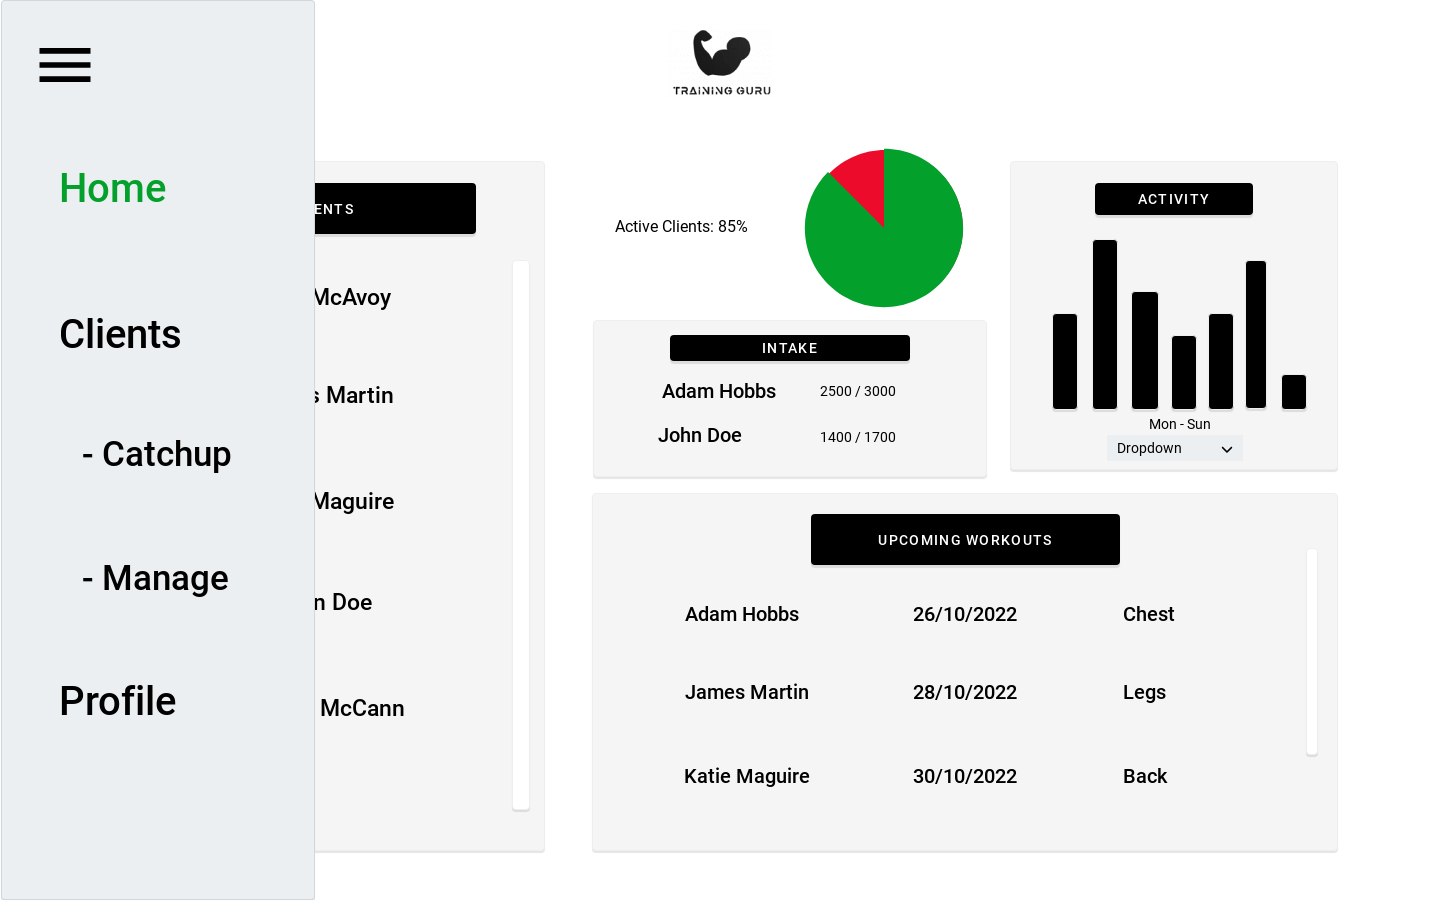 TRAINING GURU
Home
Clients
- Catchup
- Manage
Profile
ENTS
McAvoy
s Martin
Maguire
n Doe
McCann
Active Clients: 85%
INTAKE
Adam Hobbs 2500 / 3000
John Doe 1400 / 1700
ACTIVITY
Mon - Sun
Dropdown
UPCOMING WORKOUTS
Adam Hobbs 26/10/2022 Chest
James Martin 28/10/2022 Legs
Katie Maguire 30/10/2022 Back